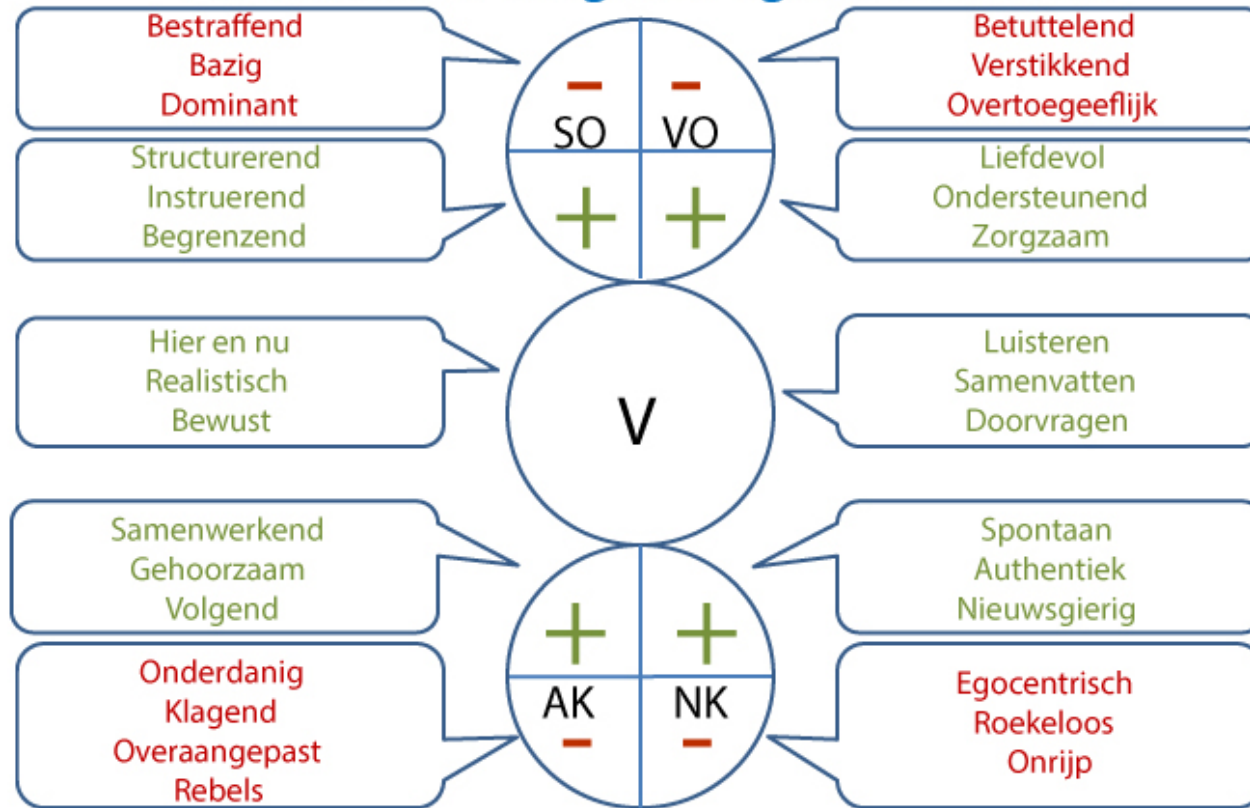 Bestraffend
Bazig
Dominant
Betuttelend
Verstikkend
Overtoegeeflijk
SO
VO
Structurerend
Instruerend
Begrenzend
Liefdevol
Ondersteunend
Zorgzaam
Hier en nu
Realistisch
Bewust
V
Luisteren
Samenvatten
Doorvragen
Samenwerkend
Gehoorzaam
Volgend
Spontaan
Authentiek
Nieuwsgierig
Onderdanig
Klagend
Overaangepast
Rebels
AK
NK
Egocentrisch
Roekeloos
Onrijp